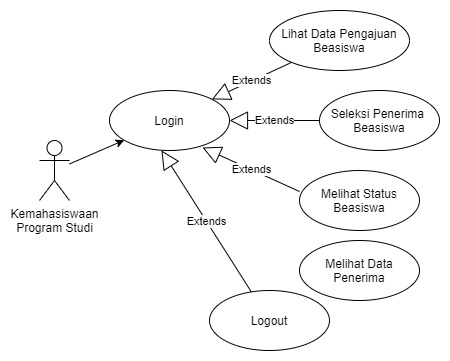 Lihat Data Pengajuan
Beasiswa
Extends
Login
Extends
Seleksi Penerima
Beasiswa
Extends
Kemahasiswaan
Program Studi
Melihat Status
Beasiswa
Extends
Melihat Data
Penerima
Logout